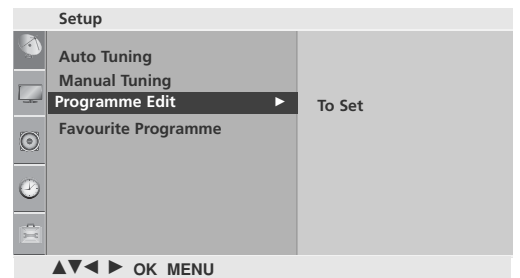 Setup
Auto Tuning
Manual Tuning
Programme Edit ►
To Set
Favourite Programme
▲▼◄ ► OK MENU